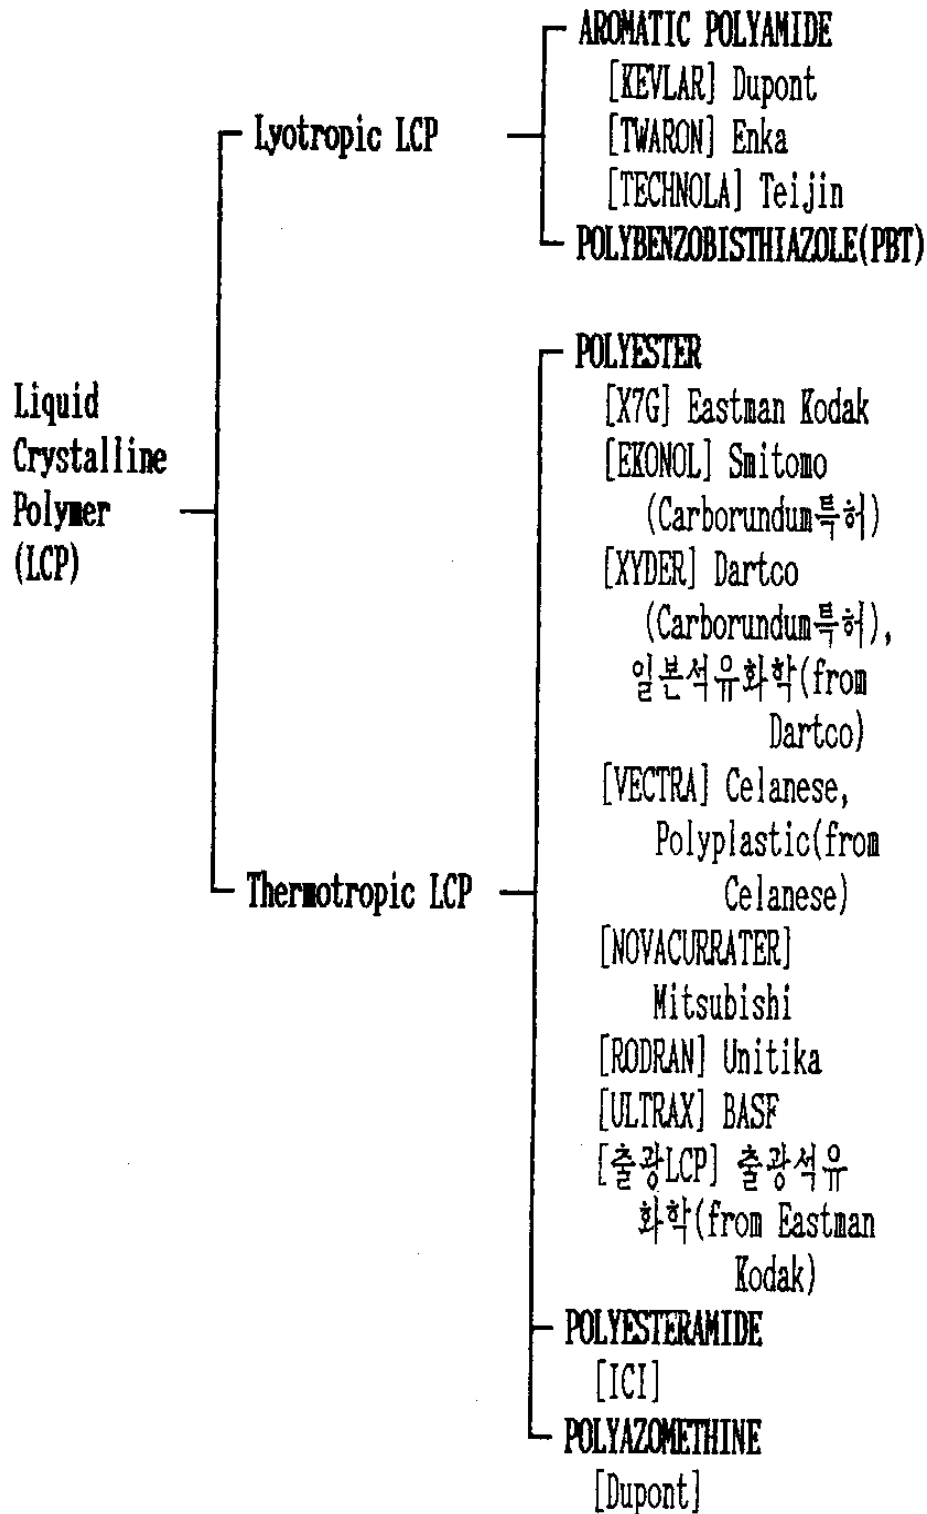 Liquid
Crystalline
Polymer
(LCP)
Lyotropic LCP
AROMATIC POLYAMIDE
[KEVLAR] Dupont
[TWARON] Enka
[TECHNOLA] Teijin
POLYBENZOBISTHIAZOLE(PBT)
Thermotropic LCP
POLYESTER
[X7G] Eastman Kodak
[EKONOL] Smitomo
(Carborundum특허)
[XYDER] Dartco
(Carborundum특허),
일본석유화학(from
Dartco)
[VECTRA] Celanese,
Polyplastic(from
Celanese)
[NOVACURRATER]
Mitsubishi
[RODRAN] Unitika
[ULTRAX] BASF
[출광LCP] 출광석유
화학(from Eastman
Kodak)
POLYESTERAMIDE
[ICI]
POLYAZOMETHINE
[Dupont]